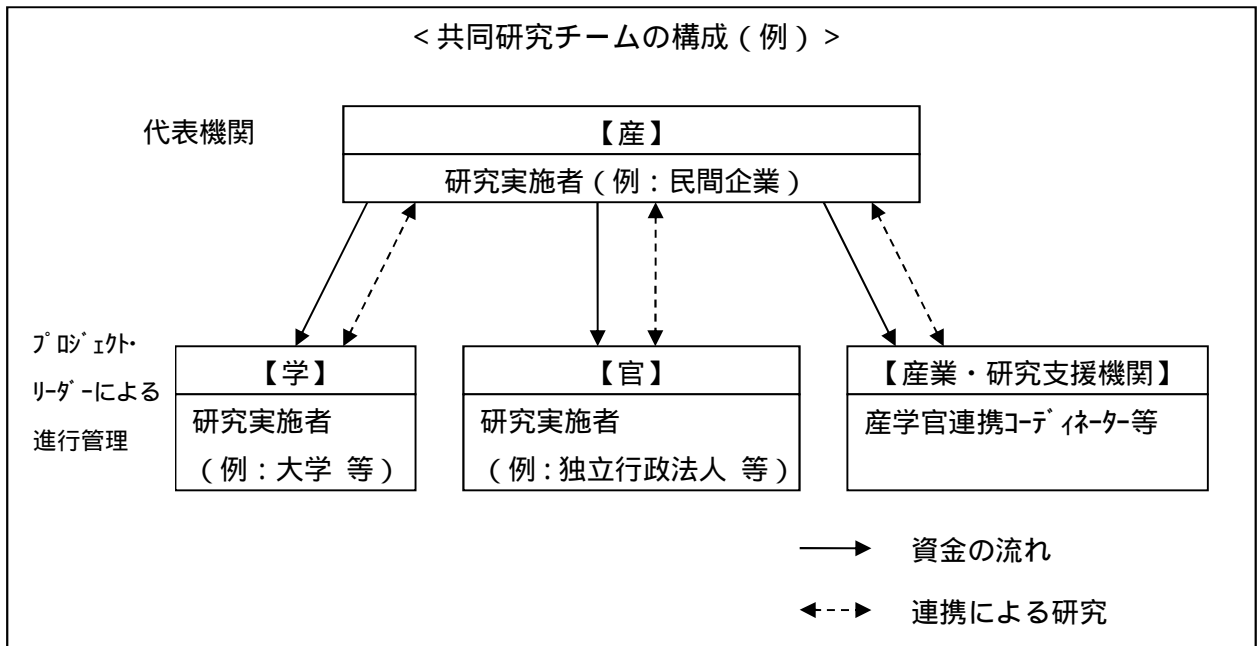 <共同研究チームの構成(例)>
代表機関
【産】
研究実施者(例:民間企業)
ﾌﾟﾛｼﾞｪｸﾄ・
ﾘｰﾀﾞｰによる
進行管理
【学】
研究実施者
(例:大学 等)
【官】
研究実施者
(例:独立行政法人 等)
【産業・研究支援機関】
産学官連携ｺｰﾃﾞｨﾈｰﾀｰ等
資金の流れ
連携による研究